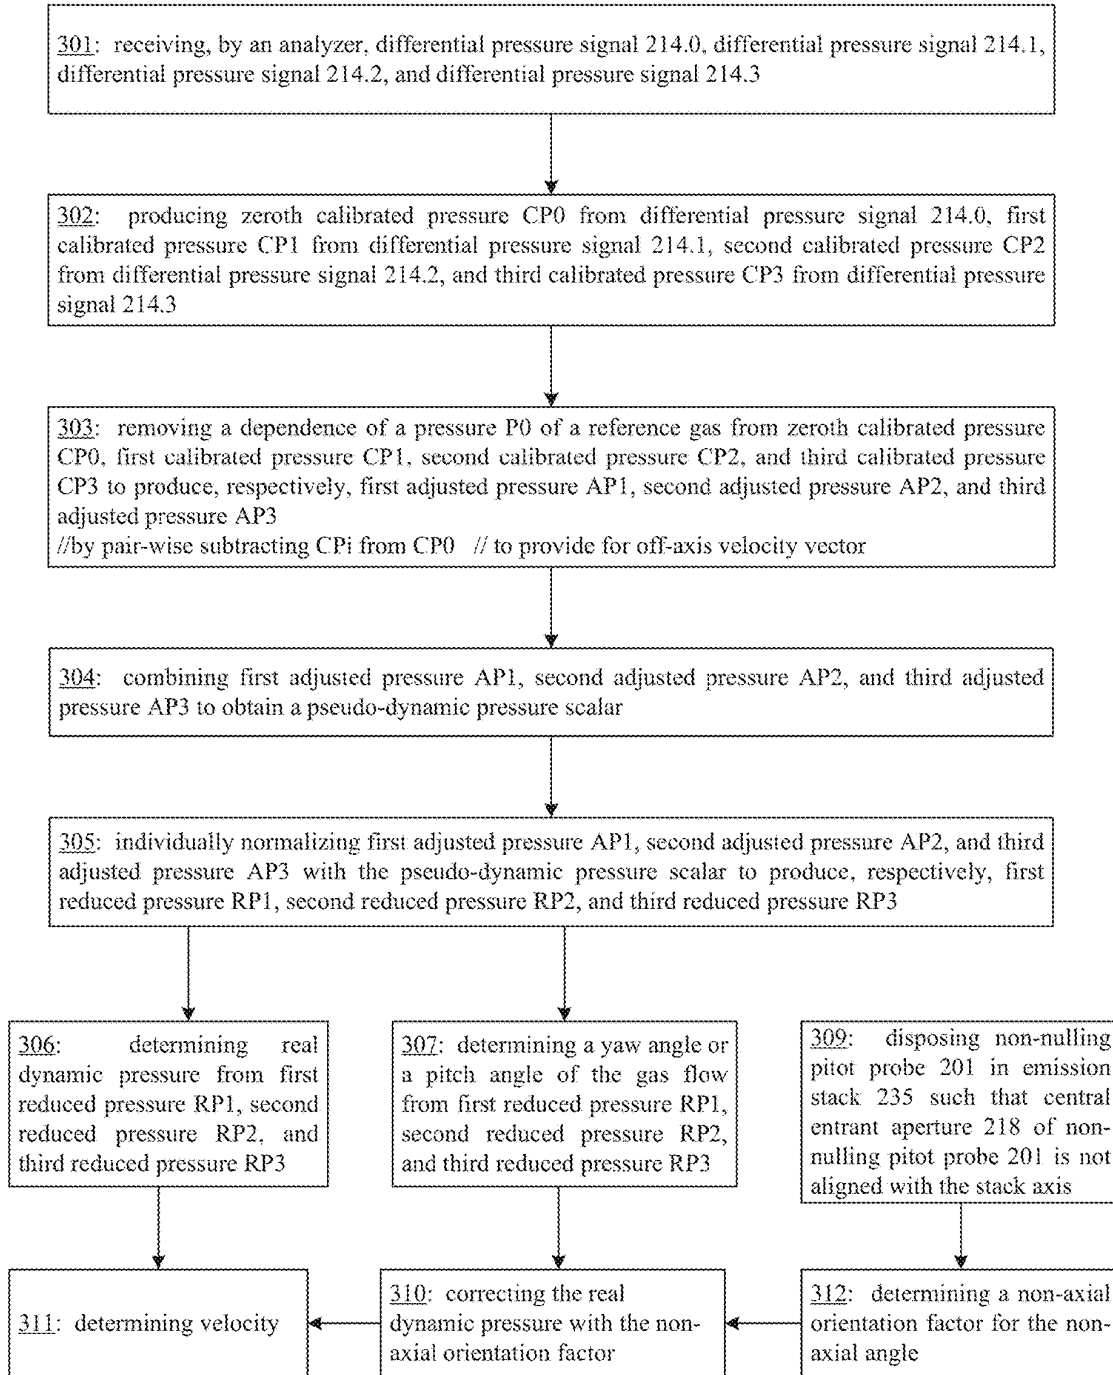 301: receiving, by an analyzer, differential pressure signal 214.0, differential pressure signal 214.1,
differential pressure signal 214.2, and differential pressure signal 214.3
302: producing zeroth calibrated pressure CP0 from differential pressure signal 214.0, first
calibrated pressure CP1 from differential pressure signal 214.1, second calibrated pressure CP2
from differential pressure signal 214.2, and third calibrated pressure CP3 from differential pressure
signal 214.3
303: removing a dependence of a pressure P0 of a reference gas from zeroth calibrated pressure
CP0, first calibrated pressure CP1, second calibrated pressure CP2, and third calibrated pressure
CP3 to produce, respectively, first adjusted pressure AP1, second adjusted pressure AP2, and third
adjusted pressure AP3
//by pair-wise subtracting CPi from CP0 // to provide for off-axis velocity vector
304: combining first adjusted pressure AP1, second adjusted pressure AP2, and third adjusted
pressure AP3 to obtain a pseudo-dynamic pressure scalar
305: individually normalizing first adjusted pressure AP1, second adjusted pressure AP2, and third
adjusted pressure AP3 with the pseudo-dynamic pressure scalar to produce, respectively, first
reduced pressure RP1, second reduced pressure RP2, and third reduced pressure RP3
306: determining real
dynamic pressure from first
reduced pressure RP1, second
reduced pressure RP2, and
third reduced pressure RP3
307: determining a yaw angle or
a pitch angle of the gas flow
from first reduced pressure RP1,
second reduced pressure RP2,
and third reduced pressure RP3
309: disposing non-nulling
pitot probe 201 in emission
stack 235 such that central
entrant aperture 218 of non-
nulling pitot probe 201 is not
aligned with the stack axis
311: determining velocity
310: correcting the real
dynamic pressure with the non-
axial orientation factor
312: determining a non-axial
orientation factor for the non-
axial angle